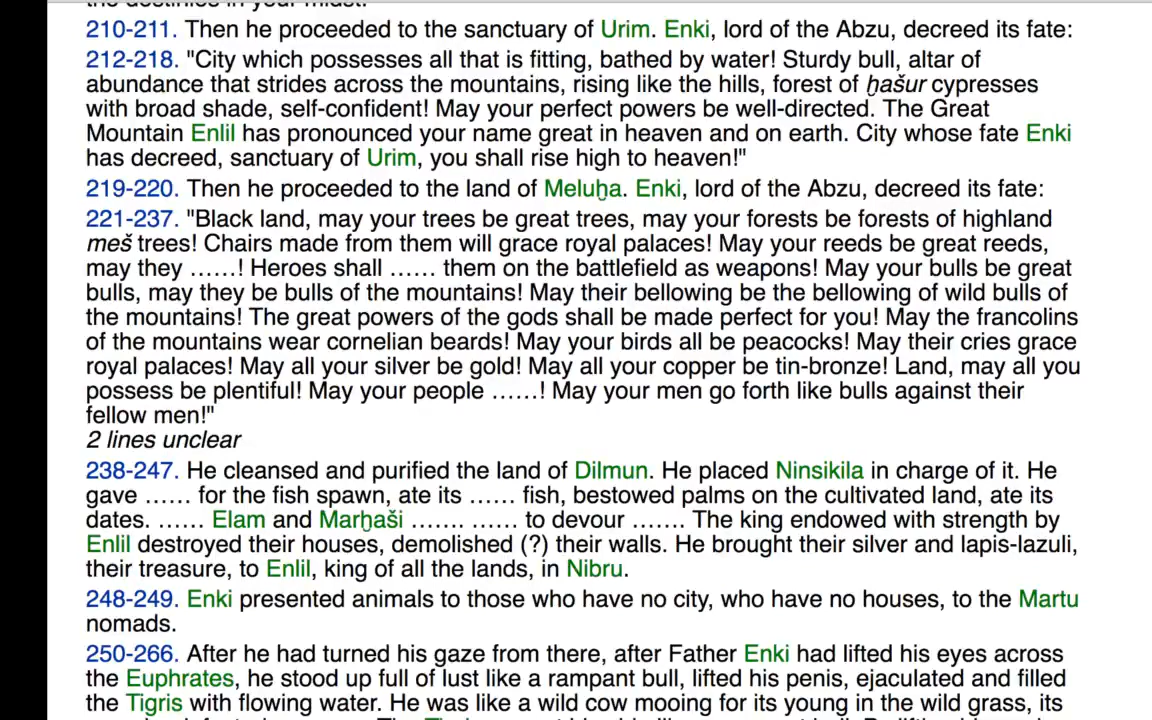 210-211. Then he proceeded to the sanctuary of Urim. Enki, lord of the Abzu, decreed its fate:
212-218. "City which possesses all that is fitting, bathed by water! Sturdy bull, altar of
abundance that strides across the mountains, rising like the hills, forest of ḫašur cypresses
with broad shade, self-confident! May your perfect powers be well-directed. The Great
Mountain Enlil has pronounced your name great in heaven and on earth. City whose fate Enki
has decreed, sanctuary of Urim, you shall rise high to heaven!"
219-220. Then he proceeded to the land of Meluḫa. Enki, lord of the Abzu, decreed its fate:
221-237. "Black land, may your trees be great trees, may your forests be forests of highland
meš trees! Chairs made from them will grace royal palaces! May your reeds be great reeds,
may they ......! Heroes shall ...... them on the battlefield as weapons! May your bulls be great
bulls, may they be bulls of the mountains! May their bellowing be the bellowing of wild bulls of
the mountains! The great powers of the gods shall be made perfect for you! May the francolins
of the mountains wear cornelian beards! May your birds all be peacocks! May their cries grace
royal palaces! May all your silver be gold! May all your copper be tin-bronze! Land, may all you
possess be plentiful! May your people ......! May your men go forth like bulls against their
fellow men!"
2 lines unclear
238-247. He cleansed and purified the land of Dilmun. He placed Ninsikila in charge of it. He
gave ...... for the fish spawn, ate its ...... fish, bestowed palms on the cultivated land, ate its
dates. ...... Elam and Marḫaši ....... ...... to devour ....... The king endowed with strength by
Enlil destroyed their houses, demolished (?) their walls. He brought their silver and lapis-lazuli,
their treasure, to Enlil, king of all the lands, in Nibru.
248-249. Enki presented animals to those who have no city, who have no houses, to the Martu
nomads.
250-266. After he had turned his gaze from there, after Father Enki had lifted his eyes across
the Euphrates, he stood up full of lust like a rampant bull, lifted his penis, ejaculated and filled
the Tigris with flowing water. He was like a wild cow mooing for its young in the wild grass, its